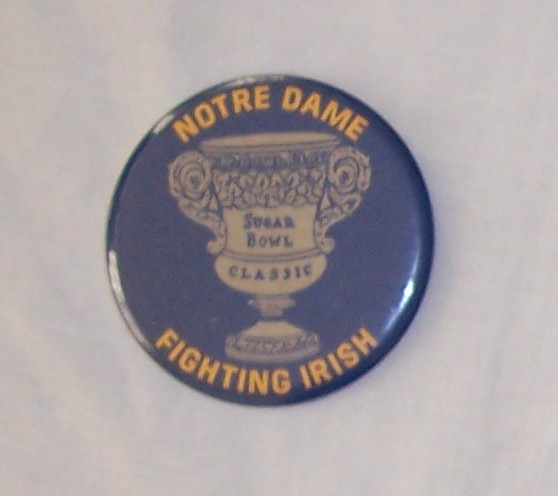 NOTRE DAME
SUGAR
BOWL
CLASSIC
FIGHTING IRISH